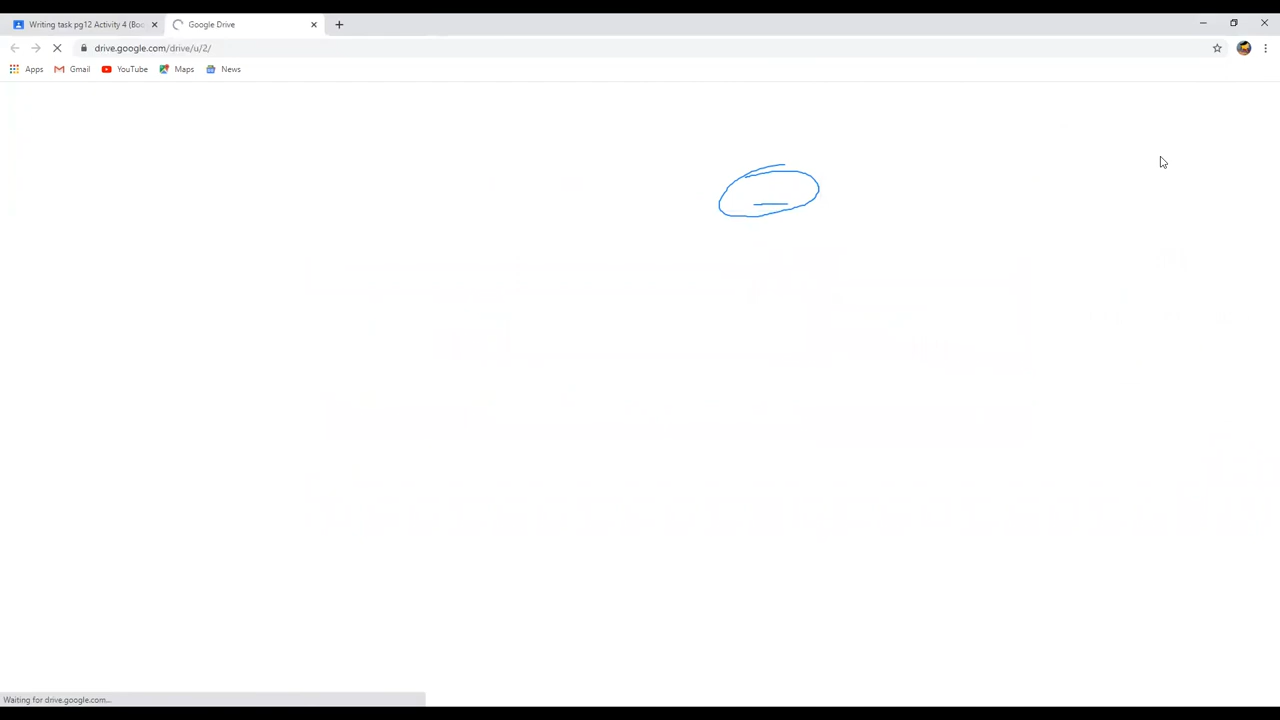 Writing task pg12 Activity 4 (Boo
Google Drive
drive.google.com/drive/u/2/
Apps
Gmail
YouTube
Maps
News
Waiting for drive.google.com...